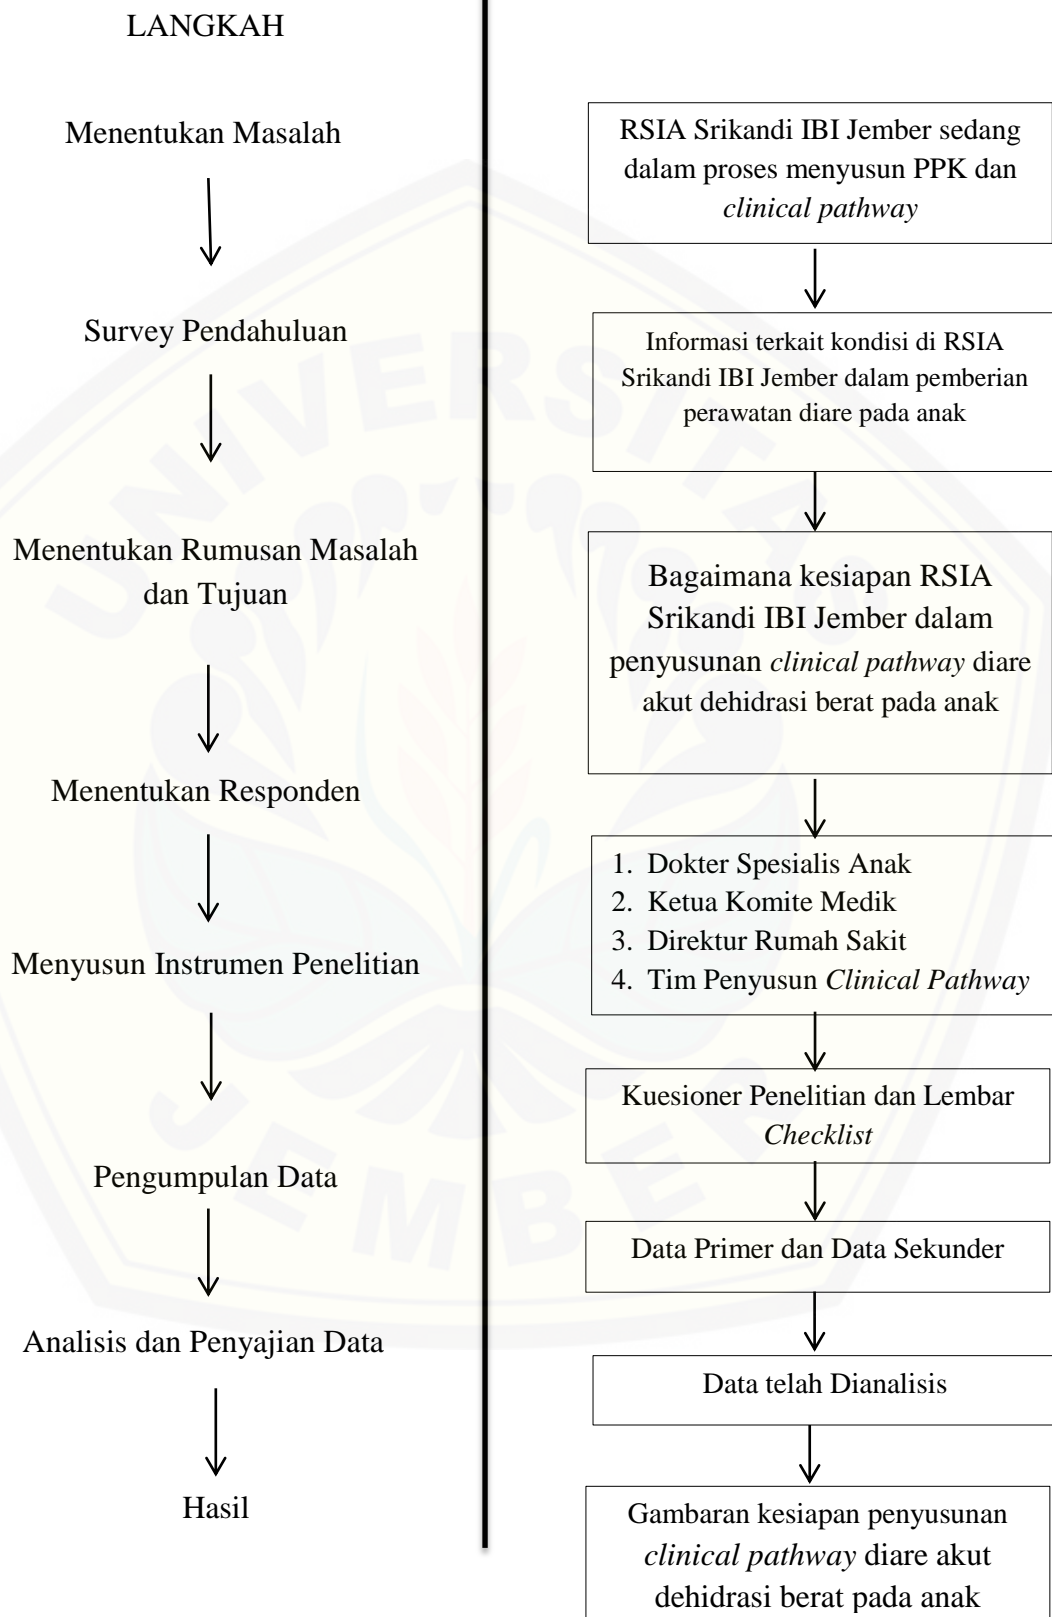 LANGKAH
Menentukan Masalah
Survey Pendahuluan
Menentukan Rumusan Masalah
dan Tujuan
Menentukan Responden
Menyusun Instrumen Penelitian
Pengumpulan Data
Analisis dan Penyajian Data
Hasil
RSIA Srikandi IBI Jember sedang
dalam proses menyusun PPK dan
clinical pathway
Informasi terkait kondisi di RSIA
Srikandi IBI Jember dalam pemberian
perawatan diare pada anak
Bagaimana kesiapan RSIA
Srikandi IBI Jember dalam
penyusunan clinical pathway diare
akut dehidrasi berat pada anak
1. Dokter Spesialis Anak
2. Ketua Komite Medik
3. Direktur Rumah Sakit
4. Tim Penyusun Clinical Pathway
Kuesioner Penelitian dan Lembar
Checklist
Data Primer dan Data Sekunder
Data telah Dianalisis
Gambaran kesiapan penyusunan
clinical pathway diare akut
dehidrasi berat pada anak
UNIVERSITAS
JEMBER